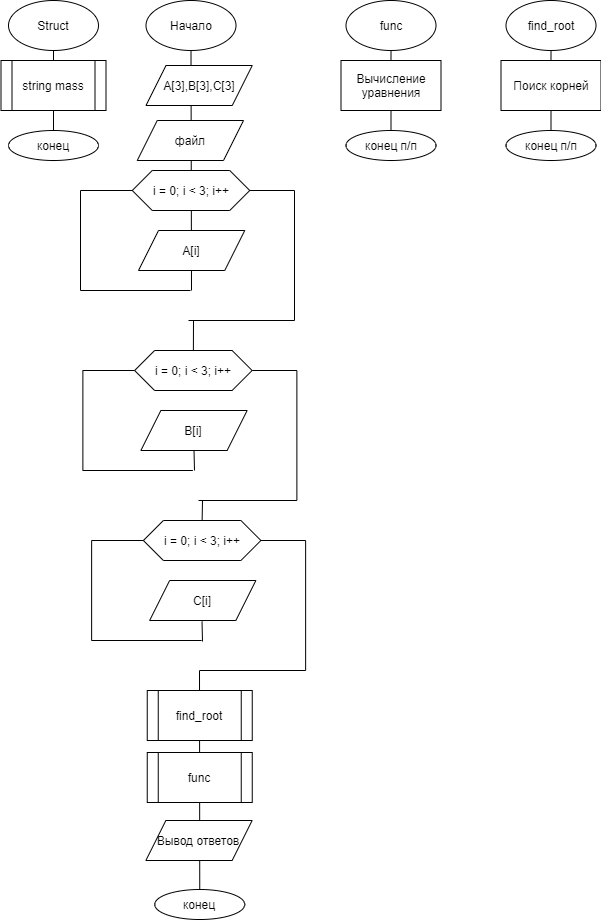 Struct
string mass
конец
Начало
A[3],B[3],C[3]
файл
i = 0; i < 3; i++
A[i]
i = 0; i < 3; i++
B[i]
i = 0; i < 3; i++
C[i]
find_root
func
Вывод ответов
конец
func
Вычисление
уравнения
конец п/п
find_root
Поиск корней
конец п/п